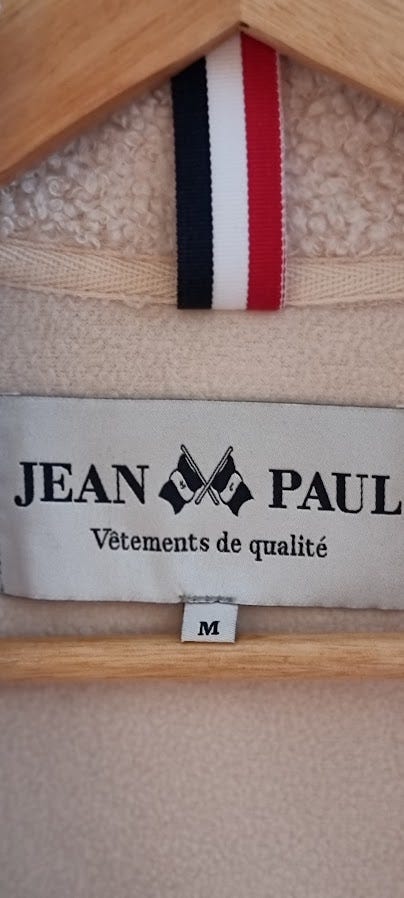 JEAN PAUL
Vêtements de qualité
M